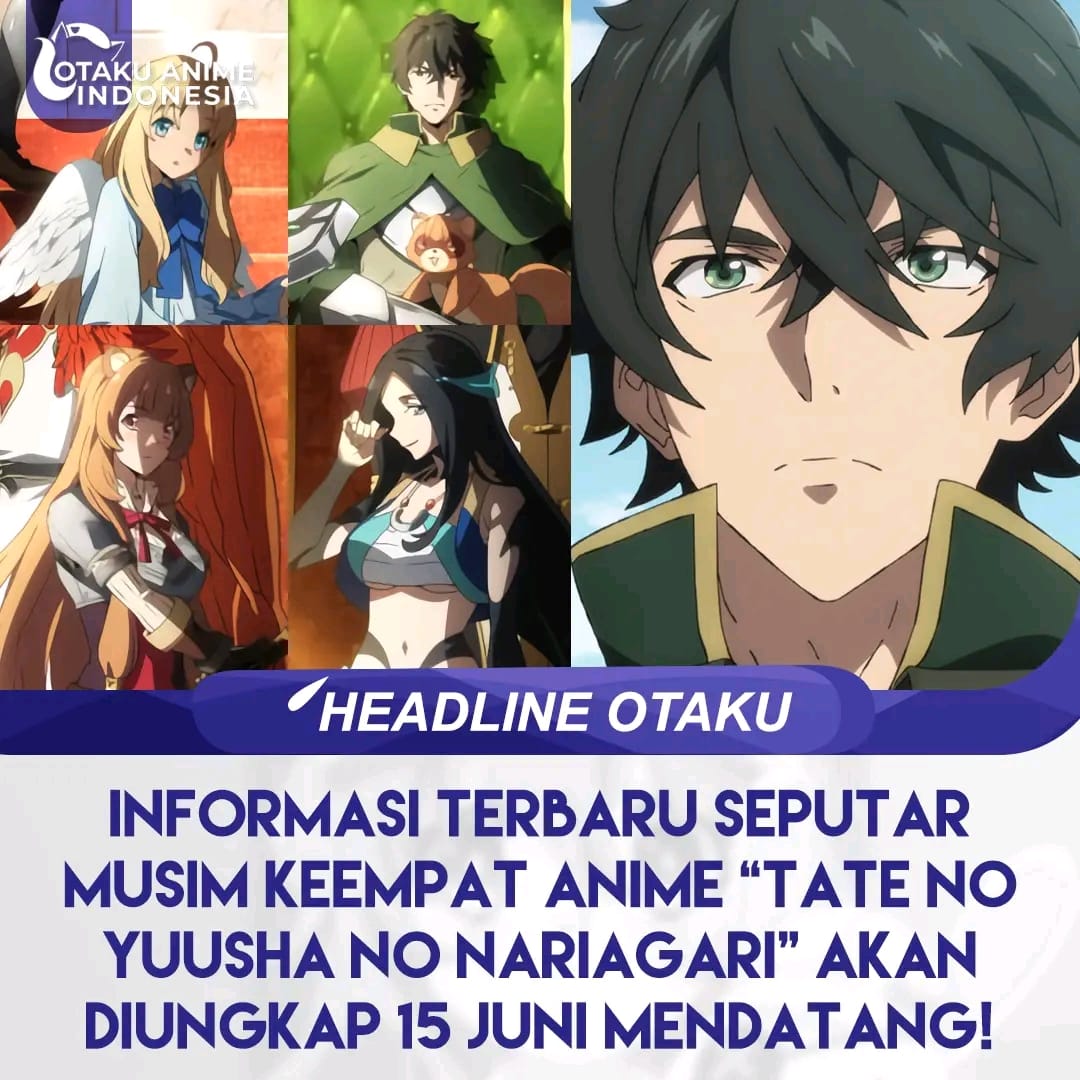 OTAKU ANIME
INDONESIA
HEADLINE OTAKU
INFORMASI TERBARU SEPUTAR
MUSIM KEEMPAT ANIME “TATE NO
YUUSHA NO NARIAGARI” AKAN
DIUNGKAP 15 JUNI MENDATANG!